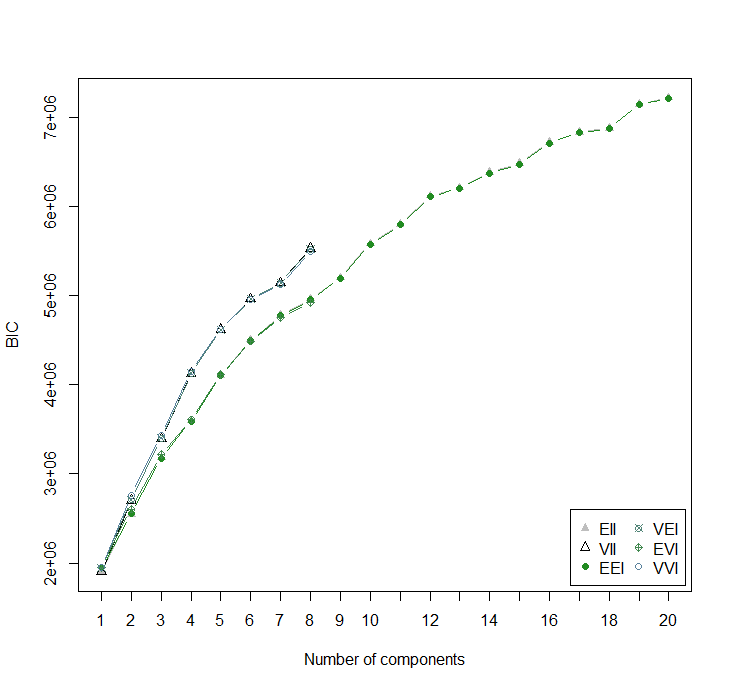 7e+06
6e+06
5e+06
4e+06
3e+06
2e+06
BIC
EII VEI
VII EVI
EEI VVI
1 2 3 4 5 6 7 8 9 10 12 14 16 18 20
Number of components